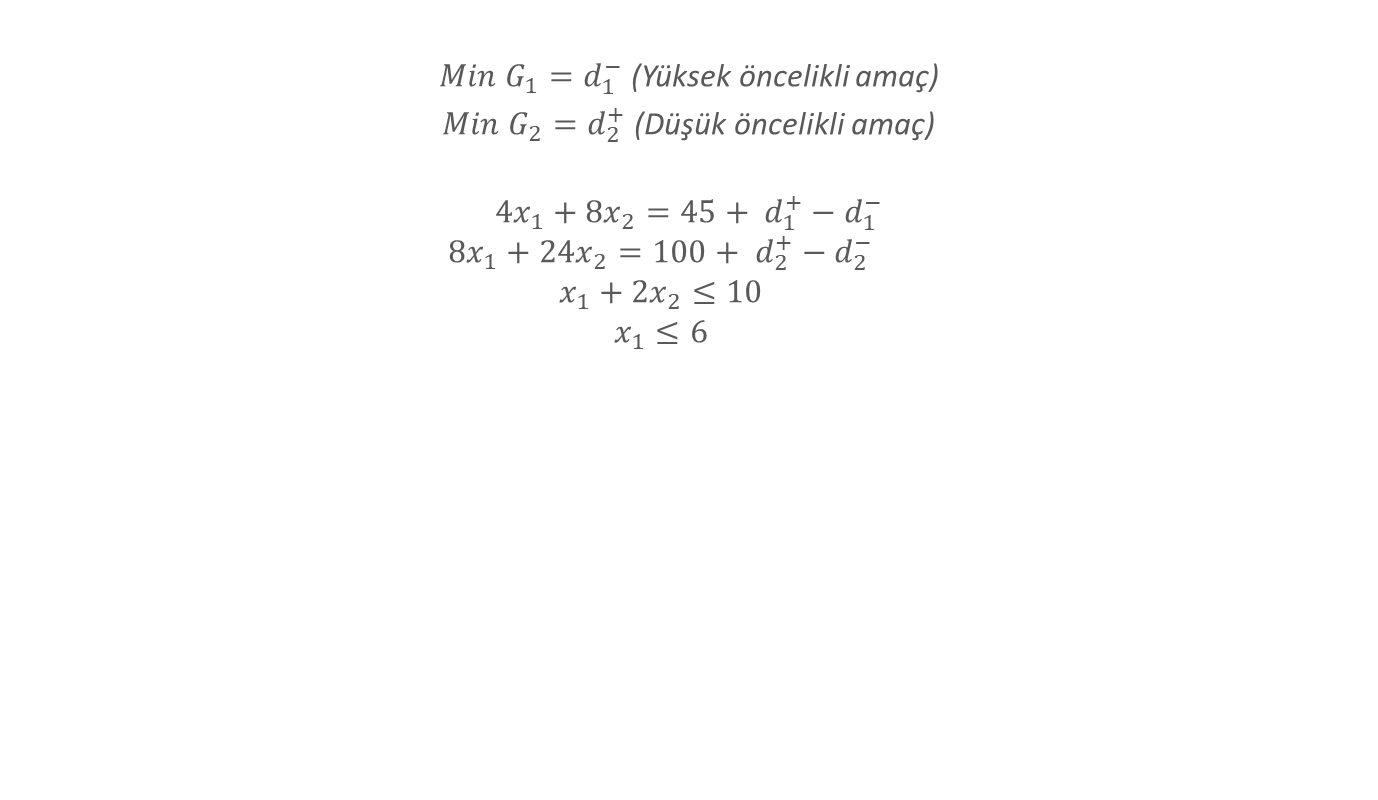 Min G₁ = d₁⁻ (Yüksek öncelikli amaç)
Min G₂ = d₂⁺ (Düşük öncelikli amaç)
4x₁ + 8x₂ = 45 + d₁⁺ − d₁⁻
8x₁ + 24x₂ = 100 + d₂⁺ − d₂⁻
x₁ + 2x₂ ≤ 10
x₁ ≤ 6